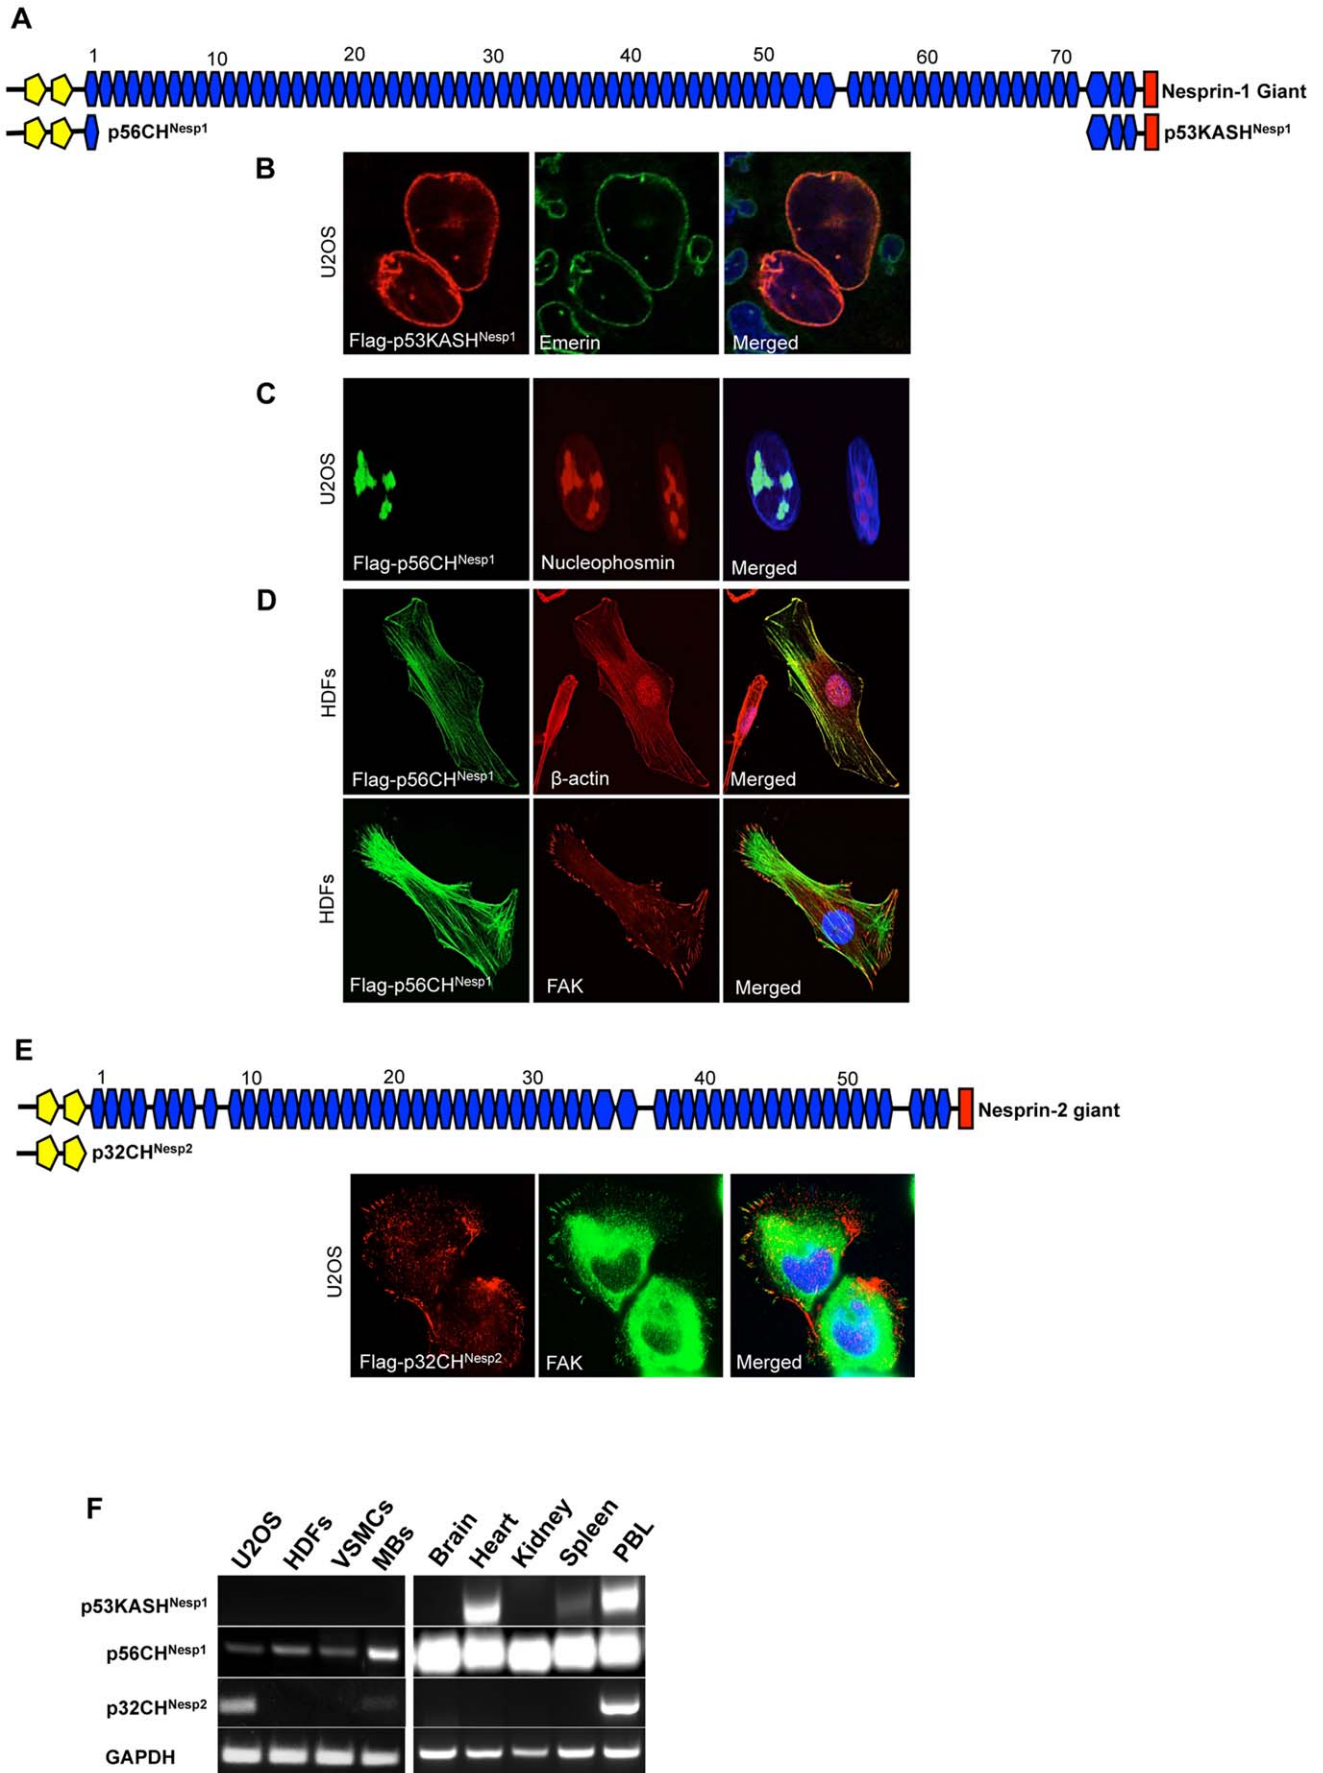 A
1 10 20 30 40 50 60 70
Nesprin-1 Giant
p56CHNesp1 p53KASHNesp1
B
U2OS
Flag-p53KASHNesp1 Emerin Merged
C
U2OS
Flag-p56CHNesp1 Nucleophosmin Merged
D
HDFs
Flag-p56CHNesp1 β-actin Merged
HDFs
Flag-p56CHNesp1 FAK Merged
E
1 10 20 30 40 50
Nesprin-2 giant
p32CHNesp2
U2OS
Flag-p32CHNesp2 FAK Merged
F
U2OS HDFs VSMCs MBs Brain Heart Kidney Spleen PBL
p53KASHNesp1
p56CHNesp1
p32CHNesp2
GAPDH